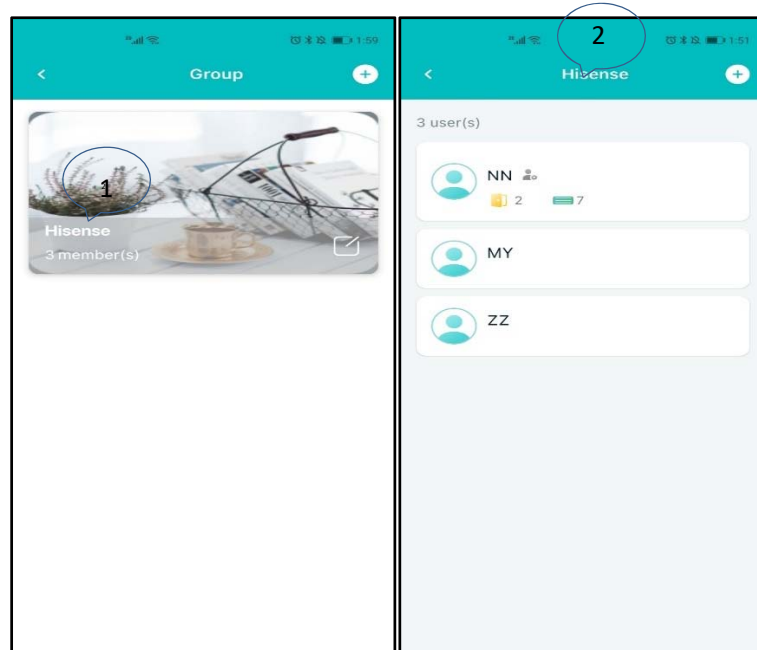 1:59
Group
1
Hisense
3 member(s)
2
1:51
Hisense
3 user(s)
NN
2 7
MY
ZZ